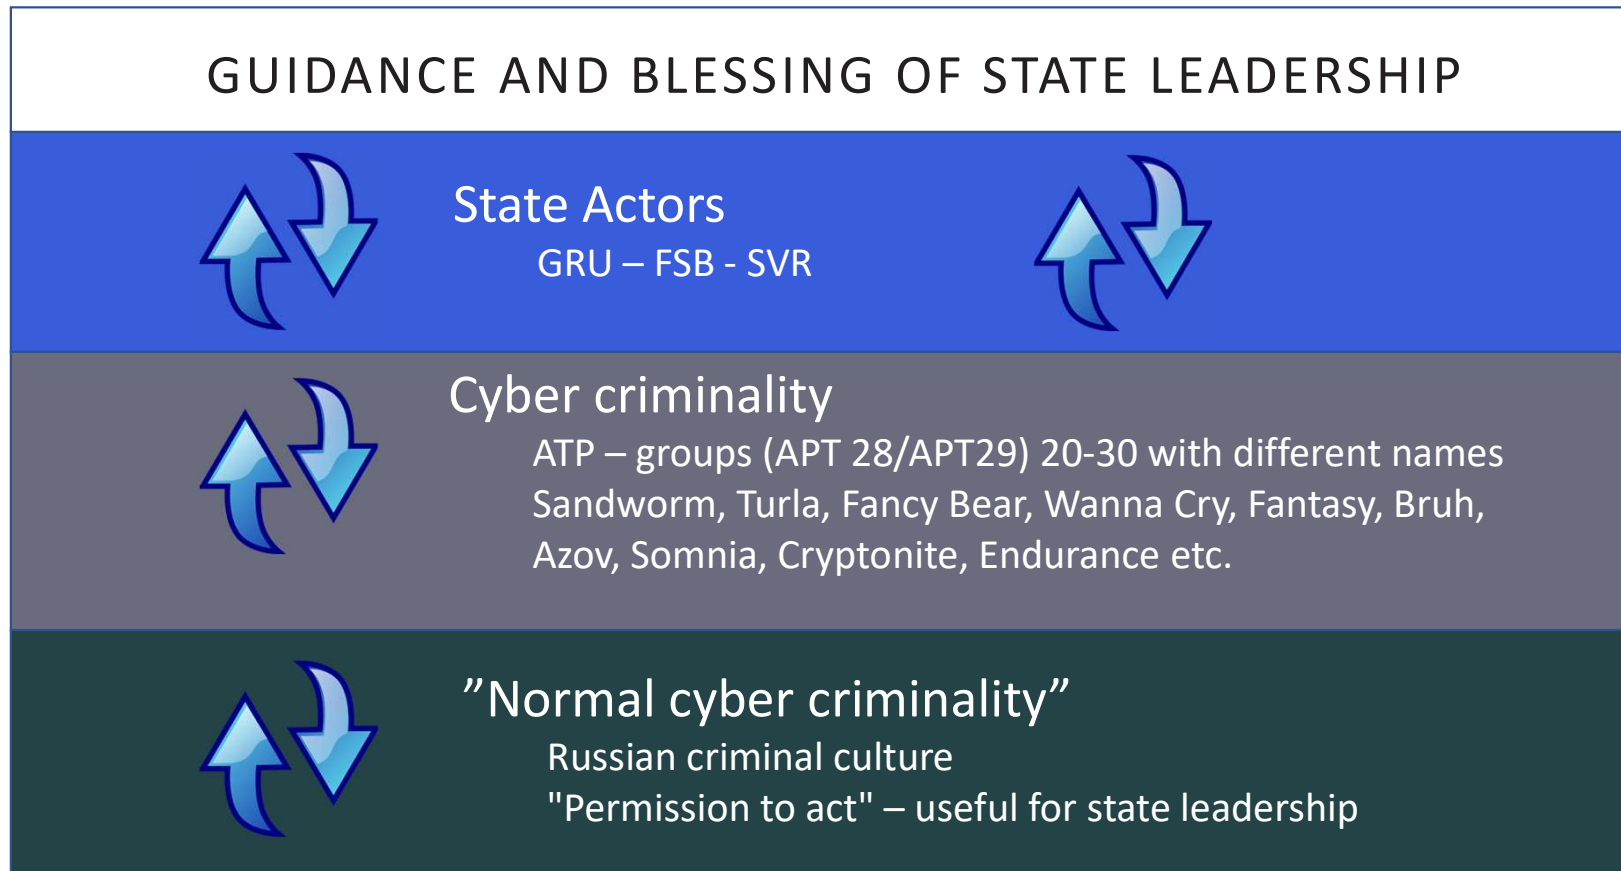 GUIDANCE AND BLESSING OF STATE LEADERSHIP
State Actors
GRU – FSB - SVR
Cyber criminality
ATP – groups (APT 28/APT29) 20-30 with different names
Sandworm, Turla, Fancy Bear, Wanna Cry, Fantasy, Bruh,
Azov, Somnia, Cryptonite, Endurance etc.
”Normal cyber criminality”
Russian criminal culture
"Permission to act" – useful for state leadership